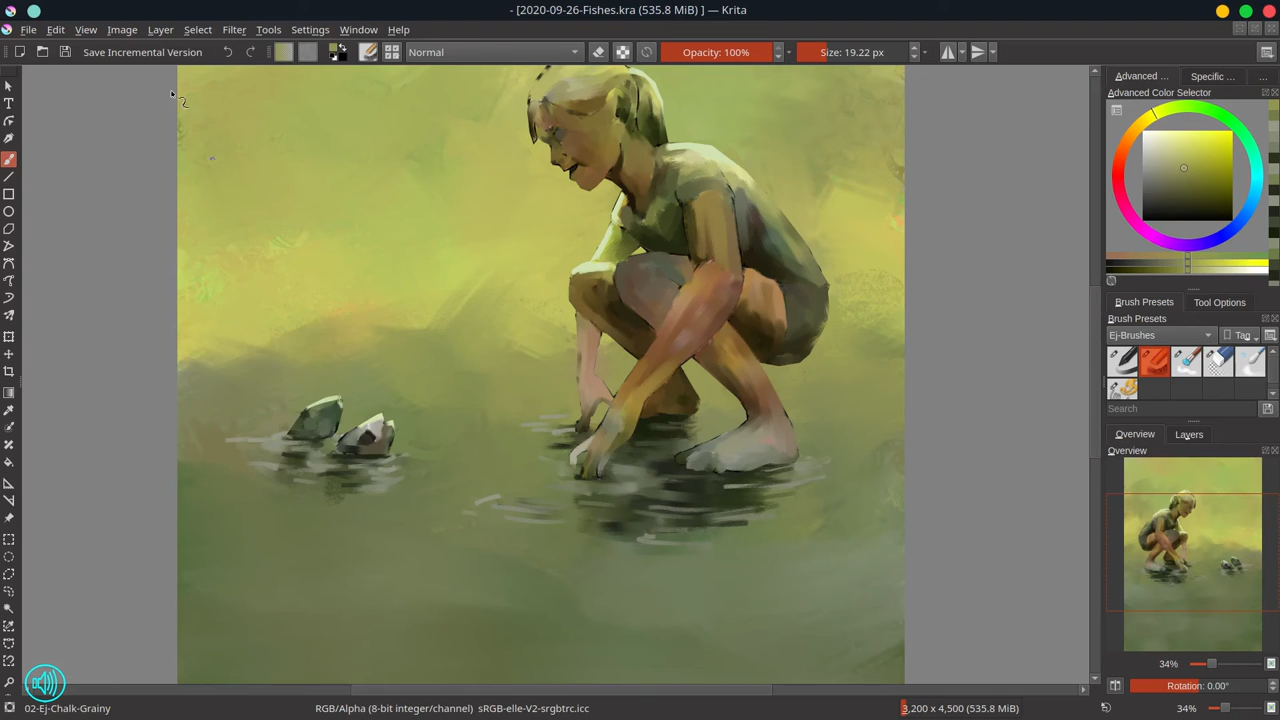 - [2020-09-26-Fishes.kra (535.8 MiB) ] — Krita
File Edit View Image Layer Select Filter Tools Settings Window Help
Save Incremental Version Normal Opacity: 100% Size: 19.22 px
Advanced ... Specific ... ...
Advanced Color Selector
Brush Presets Tool Options
Brush Presets
Ej-Brushes Tag
Search
Overview Layers
Overview
34%
Rotation: 0.00°
02-Ej-Chalk-Grainy RGB/Alpha (8-bit integer/channel) sRGB-elle-V2-srgbtrc.icc 3,200 x 4,500 (535.8 MiB) 34%